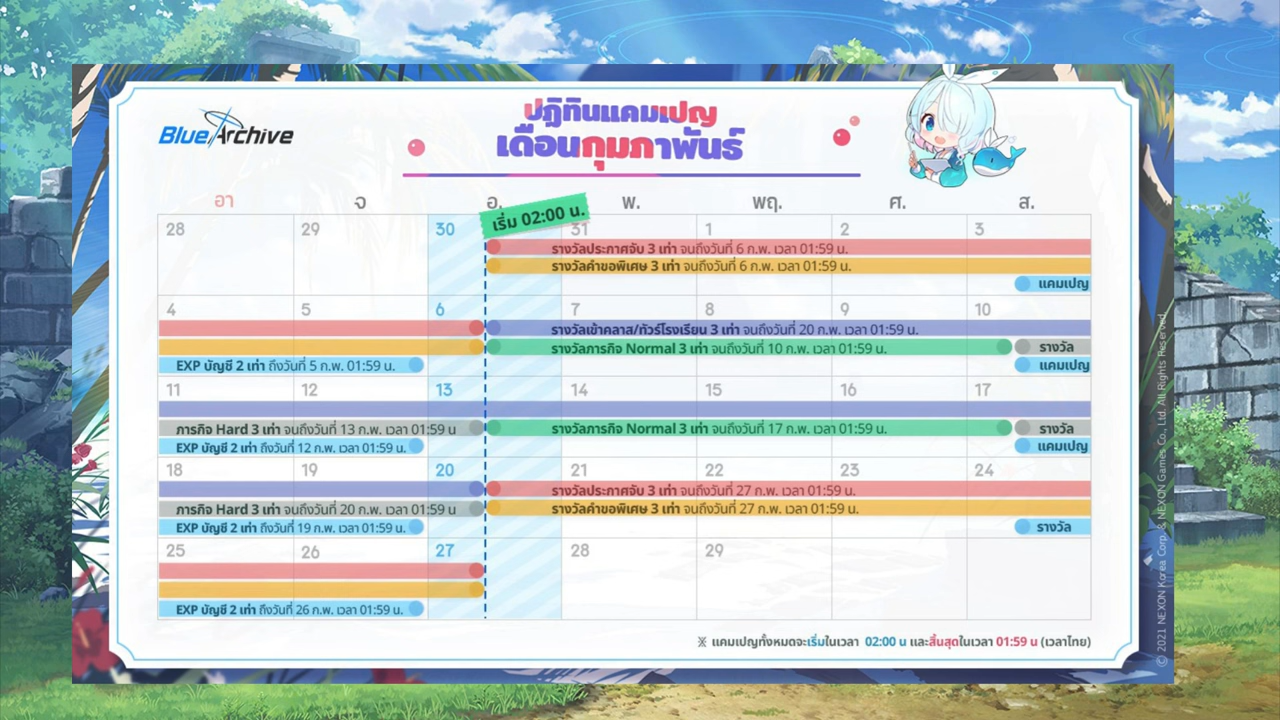 Blue Archive
ปฏิทินแคมเปญ
เดือนกุมภาพันธ์
อา จ อ. พ. พฤ. ศ. ส.
เริ่ม 02:00 น.
28 29 30 31 1 2 3
รางวัลประกาศจับ 3 เท่า จนถึงวันที่ 6 ก.พ. เวลา 01:59 น.
รางวัลคำขอพิเศษ 3 เท่า จนถึงวันที่ 6 ก.พ. เวลา 01:59 น.
แคมเปญ
4 5 6 7 8 9 10
รางวัลเข้าคลาส/ทัวร์โรงเรียน 3 เท่า จนถึงวันที่ 20 ก.พ. เวลา 01:59 น.
รางวัลภารกิจ Normal 3 เท่า จนถึงวันที่ 10 ก.พ. เวลา 01:59 น. รางวัล
EXP บัญชี 2 เท่า ถึงวันที่ 5 ก.พ. 01:59 น. แคมเปญ
11 12 13 14 15 16 17
ภารกิจ Hard 3 เท่า จนถึงวันที่ 13 ก.พ. เวลา 01:59 น รางวัลภารกิจ Normal 3 เท่า จนถึงวันที่ 17 ก.พ. เวลา 01:59 น. รางวัล
EXP บัญชี 2 เท่า ถึงวันที่ 12 ก.พ. เวลา 01:59 น. แคมเปญ
18 19 20 21 22 23 24
รางวัลประกาศจับ 3 เท่า จนถึงวันที่ 27 ก.พ. เวลา 01:59 น.
ภารกิจ Hard 3 เท่า จนถึงวันที่ 20 ก.พ. เวลา 01:59 น รางวัลคำขอพิเศษ 3 เท่า จนถึงวันที่ 27 ก.พ. เวลา 01:59 น.
EXP บัญชี 2 เท่า ถึงวันที่ 19 ก.พ. เวลา 01:59 น. รางวัล
25 26 27 28 29
EXP บัญชี 2 เท่า ถึงวันที่ 26 ก.พ. เวลา 01:59 น.
※ แคมเปญทั้งหมดจะเริ่มในเวลา 02:00 น และสิ้นสุดในเวลา 01:59 น (เวลาไทย)
© 2021 NEXON Korea Corp. & NEXON Games Co., Ltd. All Rights Reserved